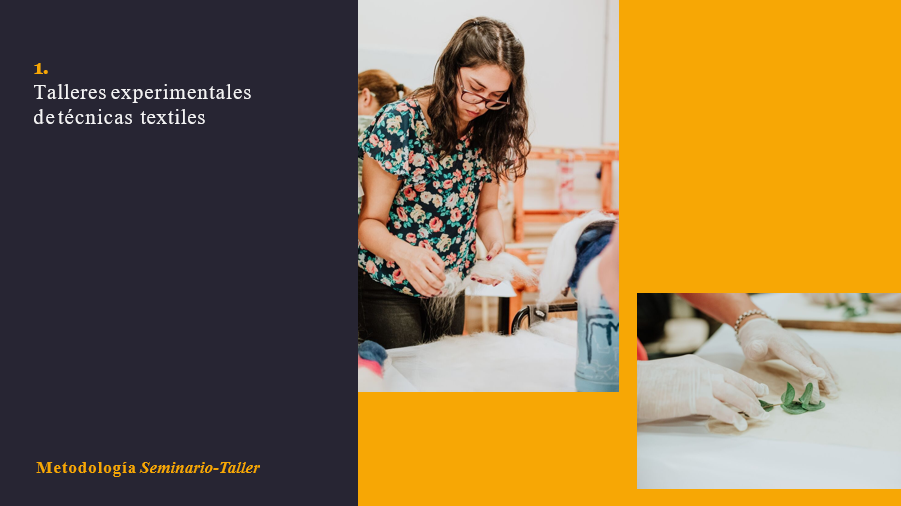 1.
Talleres experimentales
de técnicas textiles
Metodología Seminario-Taller